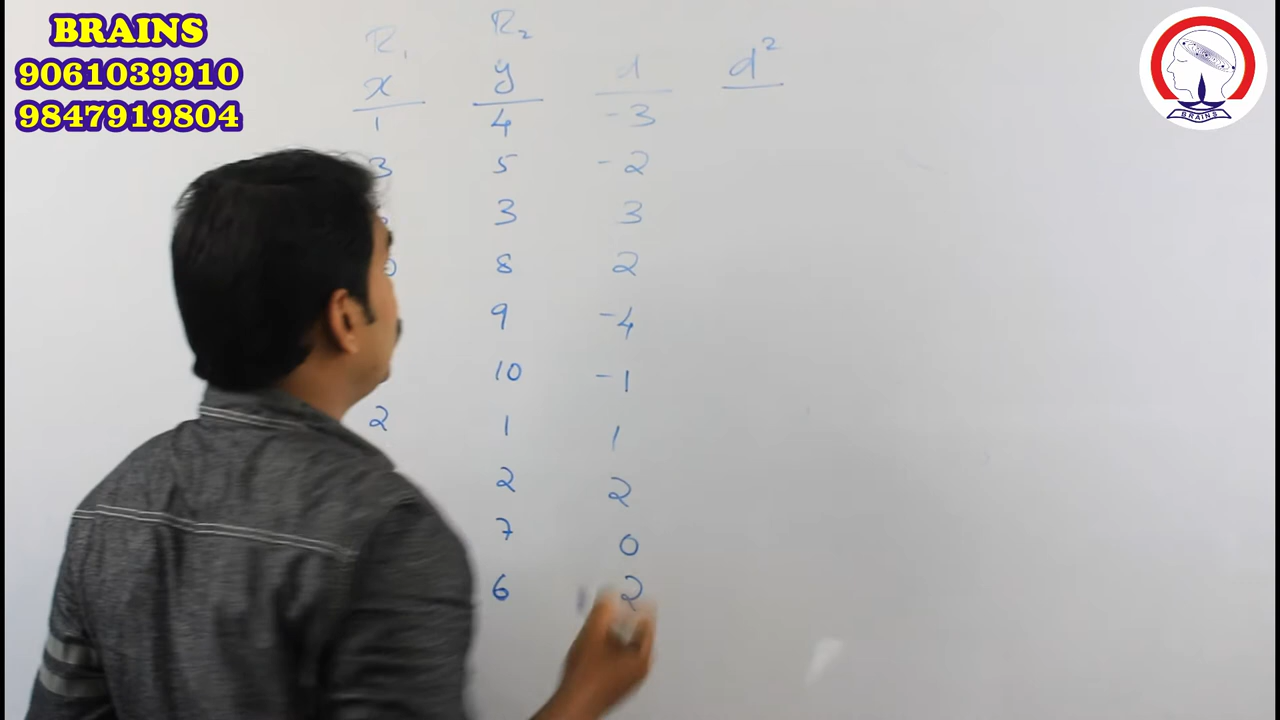 BRAINS
9061039910
9847919804
BRAINS
R₁ R₂
x y d d²
1 4 -3
3 5 -2
3 3
8 2
9 -4
10 -1
2 1 1
2 2
7 0
6 2